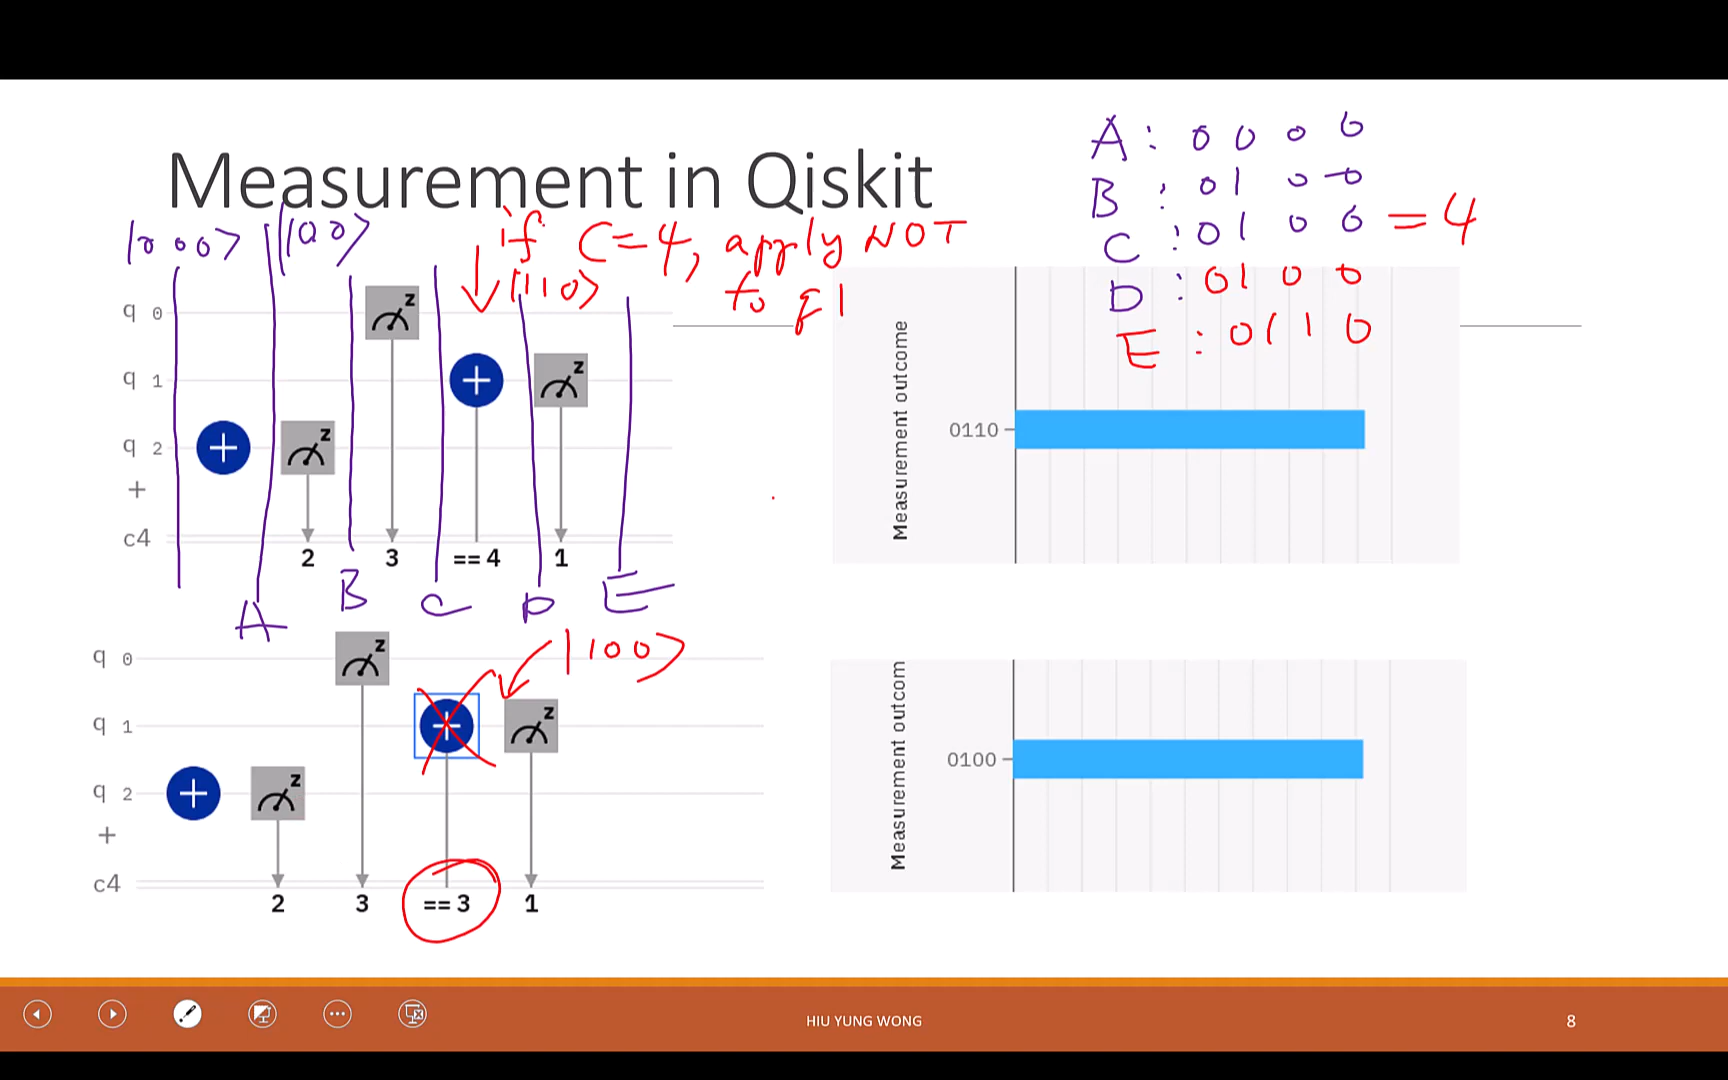 Measurement in Qiskit
|000⟩ |100⟩
if C=4, apply NOT
to q1
|110⟩
A : 0 0 0 0
B : 0 1 0 0
C : 0 1 0 0 = 4
D : 0 1 0 0
E : 0 1 1 0
q 0
z
q 1
z
q 2
z
+
c4
2 3 == 4 1
A B C D E
Measurement outcome
0110
|100⟩
q 0
z
q 1
z
q 2
z
+
c4
2 3 == 3 1
Measurement outcom
0100
HIU YUNG WONG
8